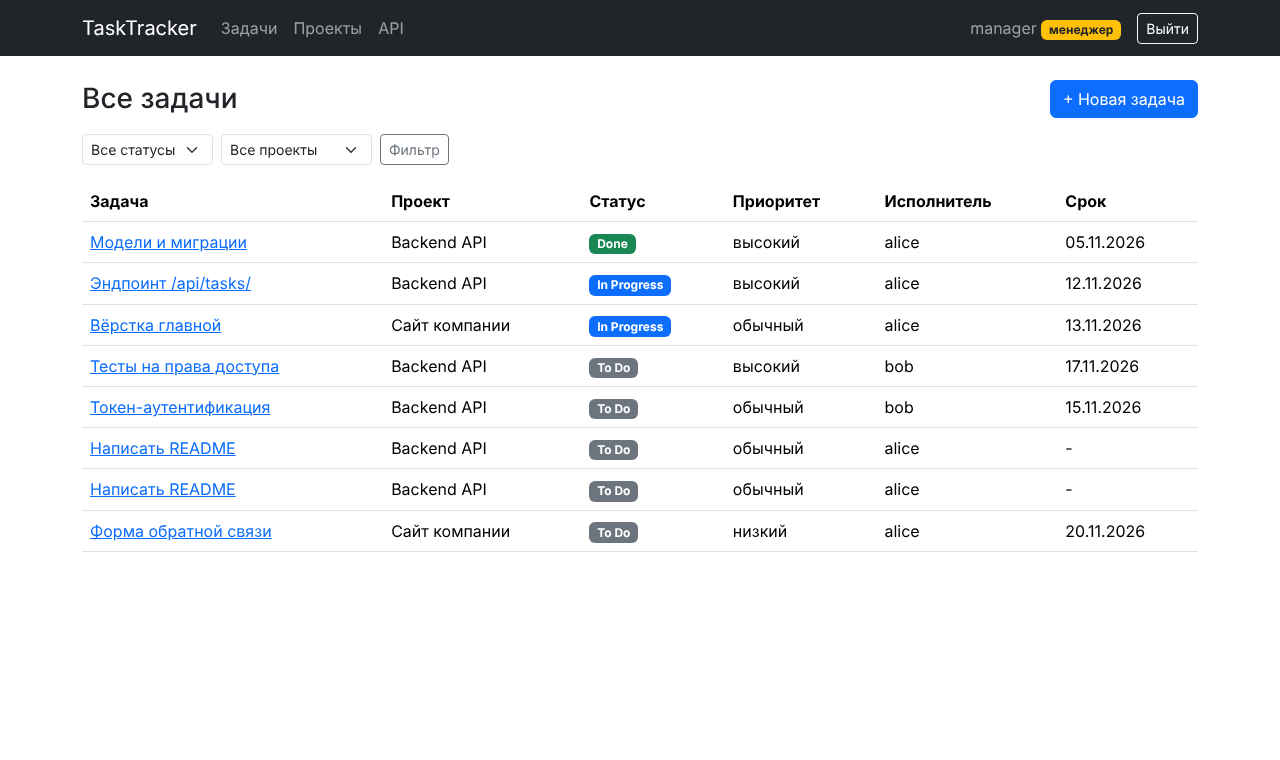 TaskTracker Задачи Проекты API manager менеджер Выйти
Все задачи + Новая задача
Все статусы Все проекты Фильтр
Задача Проект Статус Приоритет Исполнитель Срок
Модели и миграции Backend API Done высокий alice 05.11.2026
Эндпоинт /api/tasks/ Backend API In Progress высокий alice 12.11.2026
Вёрстка главной Сайт компании In Progress обычный alice 13.11.2026
Тесты на права доступа Backend API To Do высокий bob 17.11.2026
Токен-аутентификация Backend API To Do обычный bob 15.11.2026
Написать README Backend API To Do обычный alice -
Написать README Backend API To Do обычный alice -
Форма обратной связи Сайт компании To Do низкий alice 20.11.2026